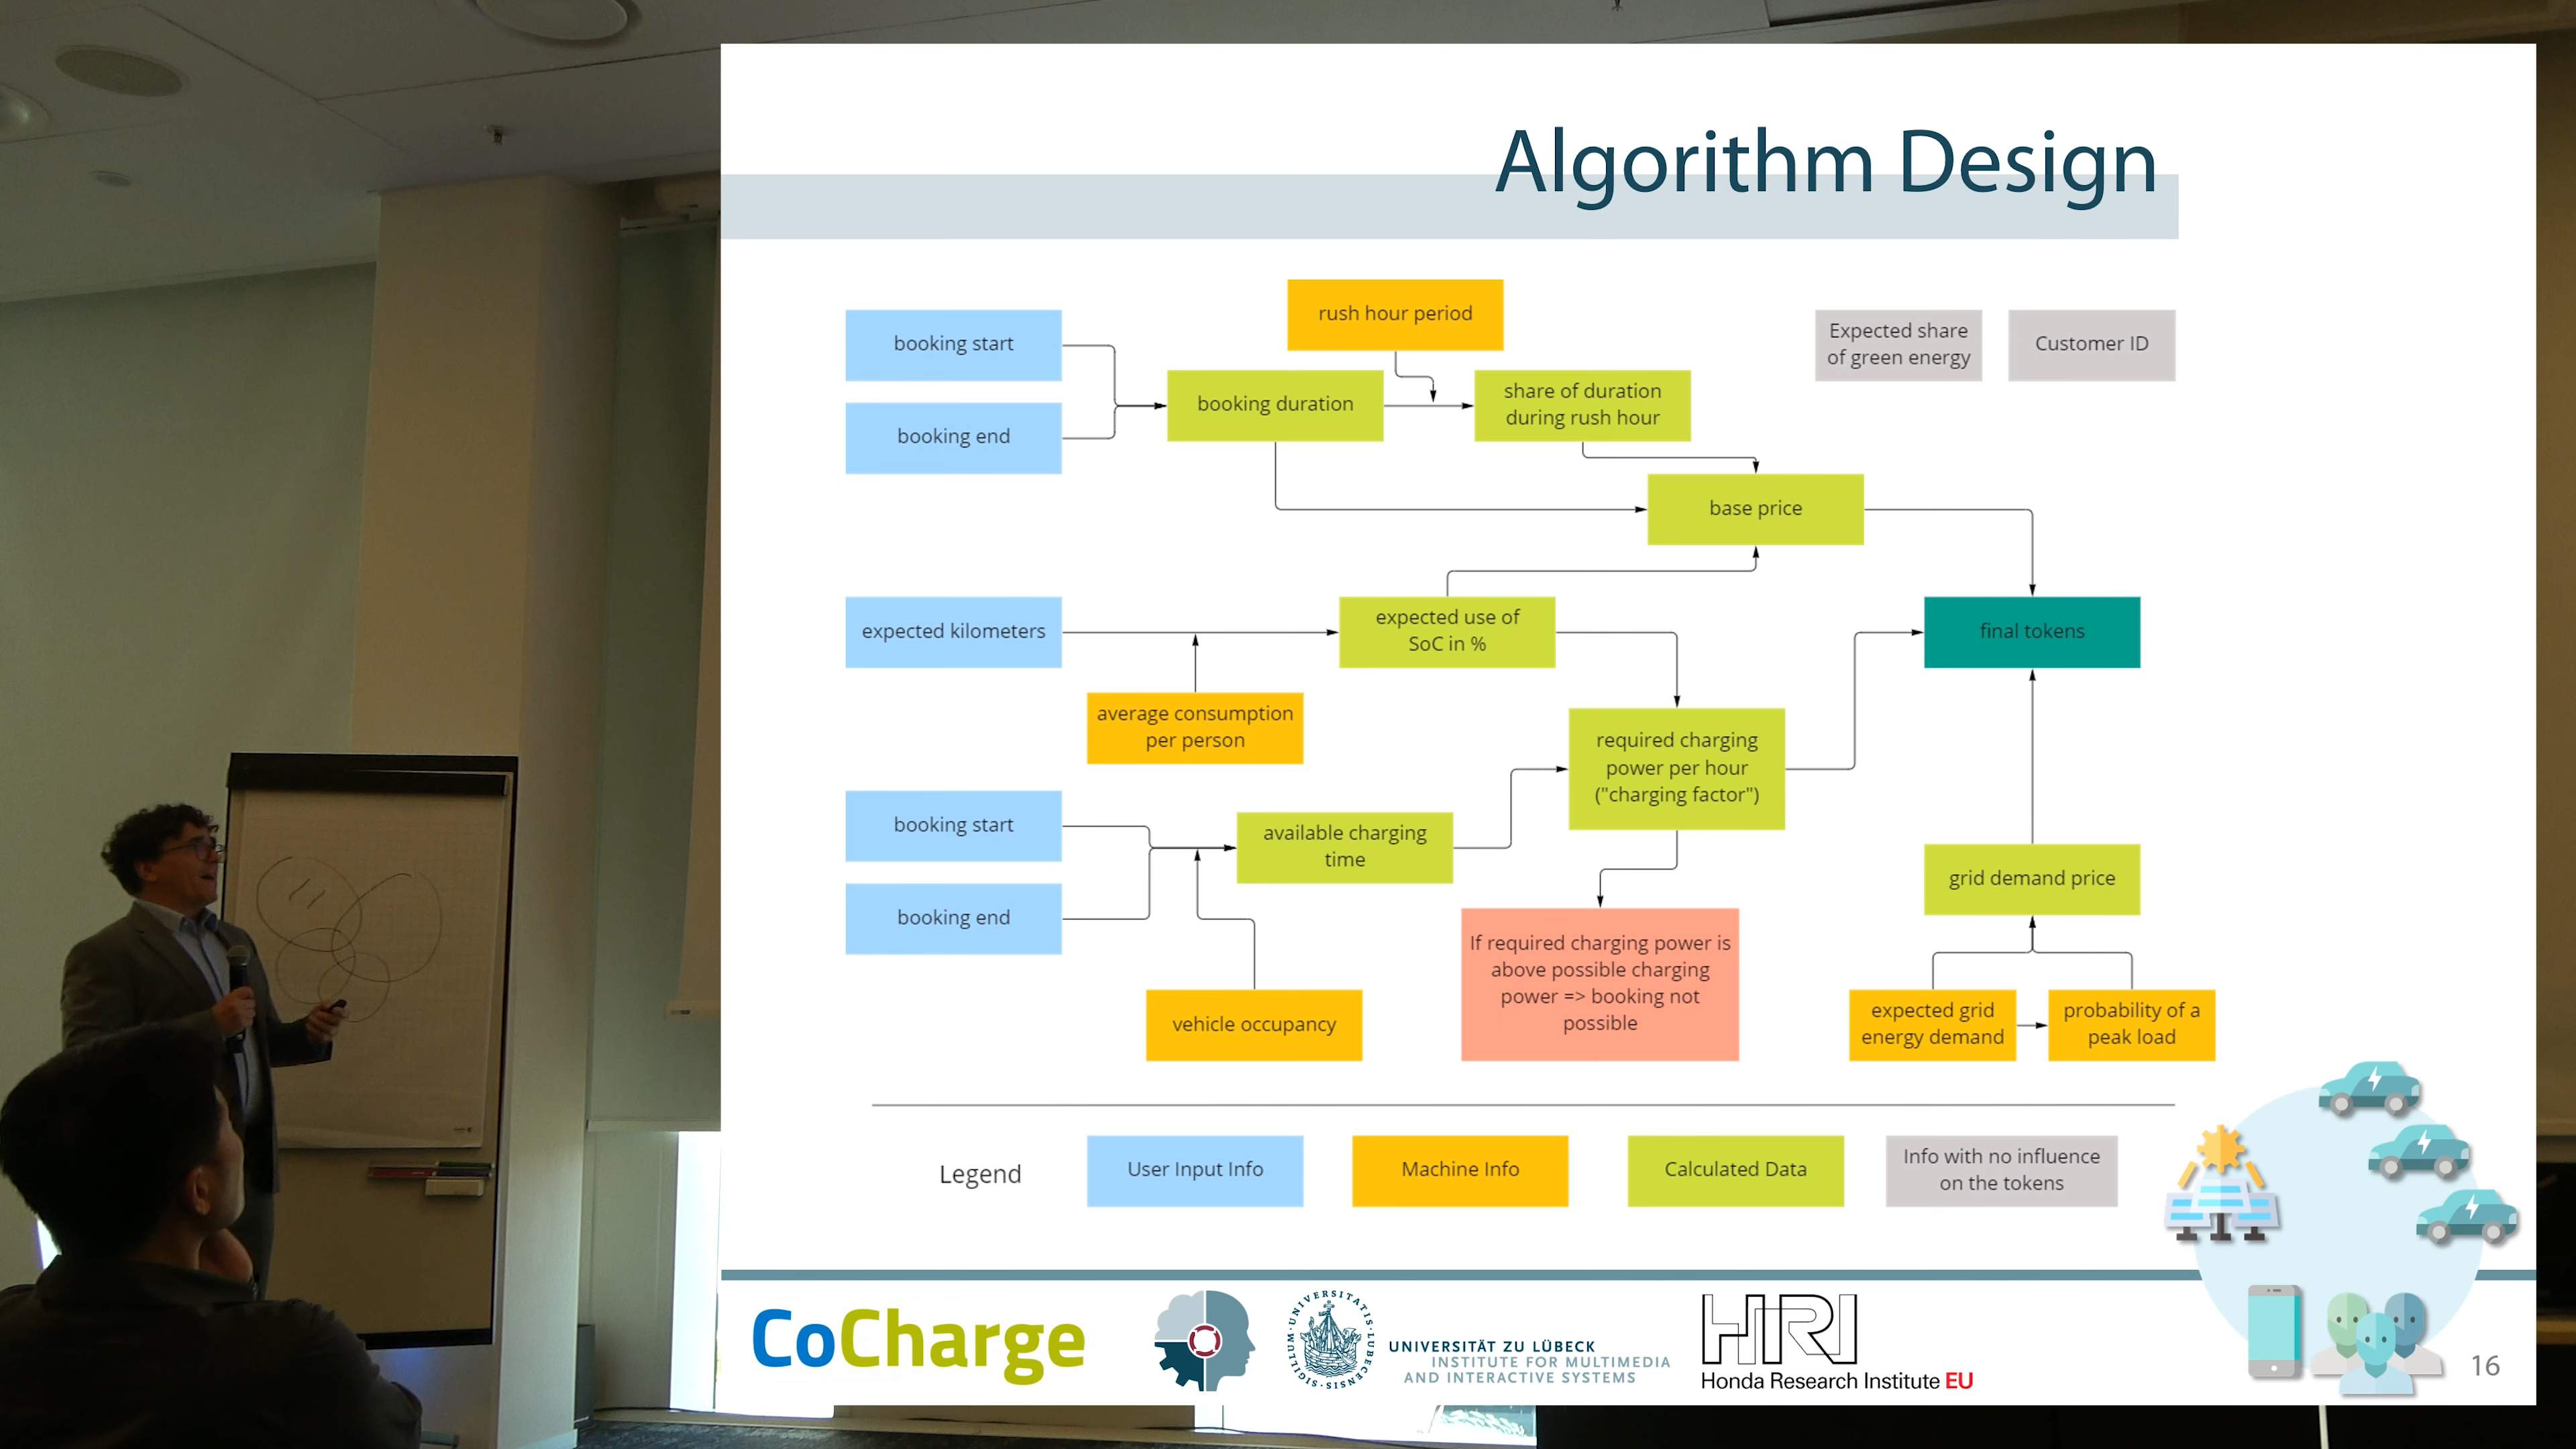 Algorithm Design
rush hour period
booking start
Expected share
of green energy
Customer ID
booking end
booking duration
share of duration
during rush hour
base price
expected kilometers
expected use of
SoC in %
final tokens
average consumption
per person
required charging
power per hour
("charging factor")
booking start
booking end
available charging
time
grid demand price
If required charging power is
above possible charging
power => booking not
possible
vehicle occupancy
expected grid
energy demand
probability of a
peak load
Legend
User Input Info
Machine Info
Calculated Data
Info with no influence
on the tokens
CoCharge
SIGILLUM·UNIVERSITATIS·LUBECENSIS
UNIVERSITÄT ZU LÜBECK
INSTITUTE FOR MULTIMEDIA
AND INTERACTIVE SYSTEMS
HRI
Honda Research Institute EU
16